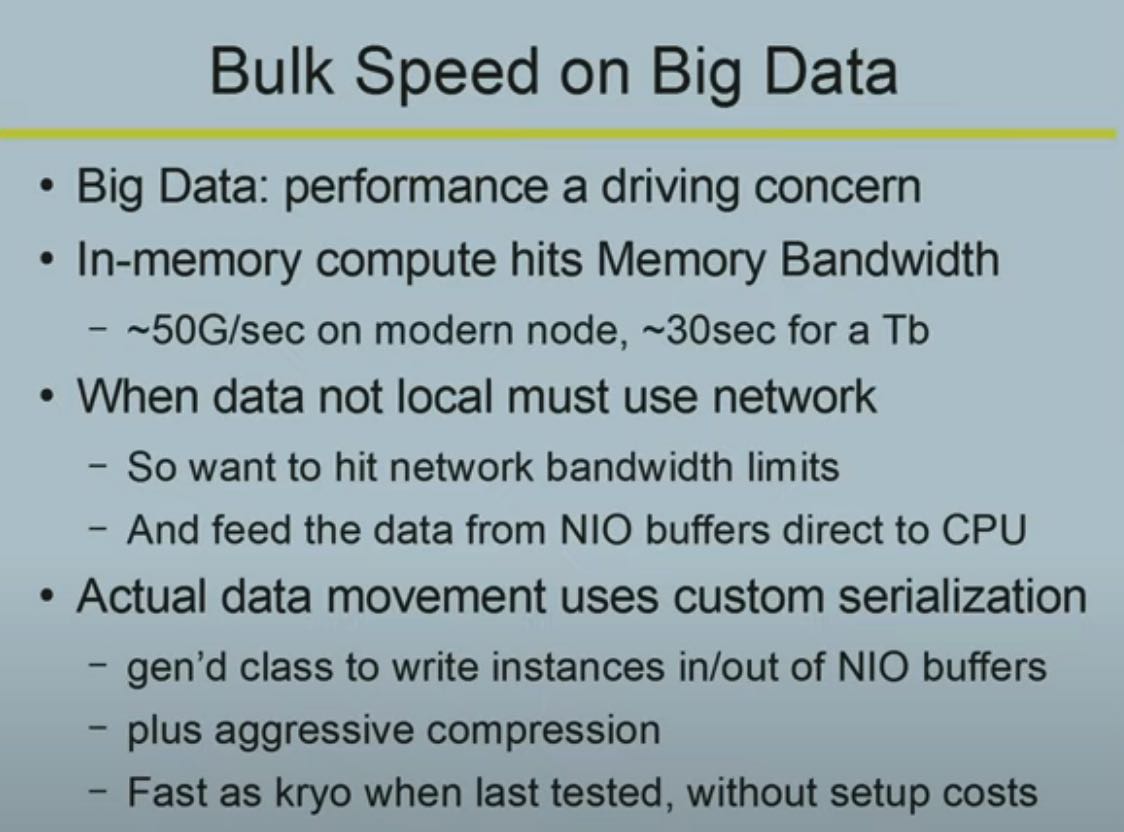 Bulk Speed on Big Data
• Big Data: performance a driving concern
• In-memory compute hits Memory Bandwidth
– ~50G/sec on modern node, ~30sec for a Tb
• When data not local must use network
– So want to hit network bandwidth limits
– And feed the data from NIO buffers direct to CPU
• Actual data movement uses custom serialization
– gen’d class to write instances in/out of NIO buffers
– plus aggressive compression
– Fast as kryo when last tested, without setup costs